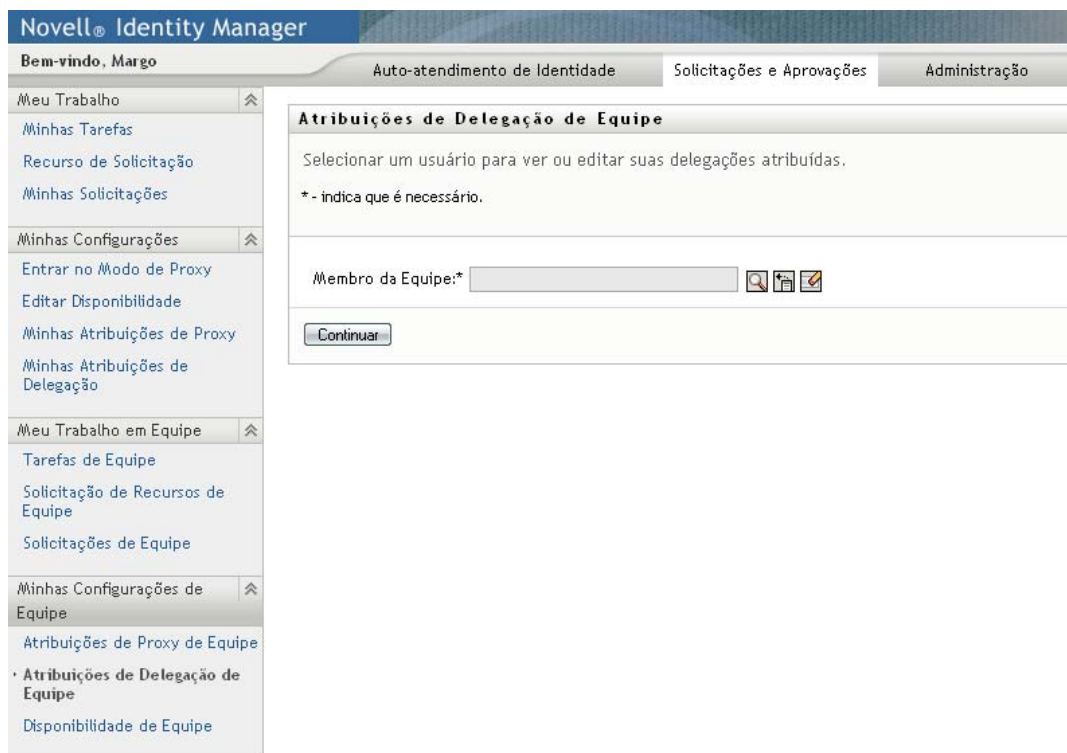 Novell® Identity Manager
Bem-vindo, Margo
Auto-atendimento de Identidade
Solicitações e Aprovações
Administração
Meu Trabalho
Minhas Tarefas
Recurso de Solicitação
Minhas Solicitações
Minhas Configurações
Entrar no Modo de Proxy
Editar Disponibilidade
Minhas Atribuições de Proxy
Minhas Atribuições de
Delegação
Meu Trabalho em Equipe
Tarefas de Equipe
Solicitação de Recursos de
Equipe
Solicitações de Equipe
Minhas Configurações de
Equipe
Atribuições de Proxy de Equipe
Atribuições de Delegação de
Equipe
Disponibilidade de Equipe
Atribuições de Delegação de Equipe
Selecionar um usuário para ver ou editar suas delegações atribuídas.
* - indica que é necessário.
Membro da Equipe:*
Continuar